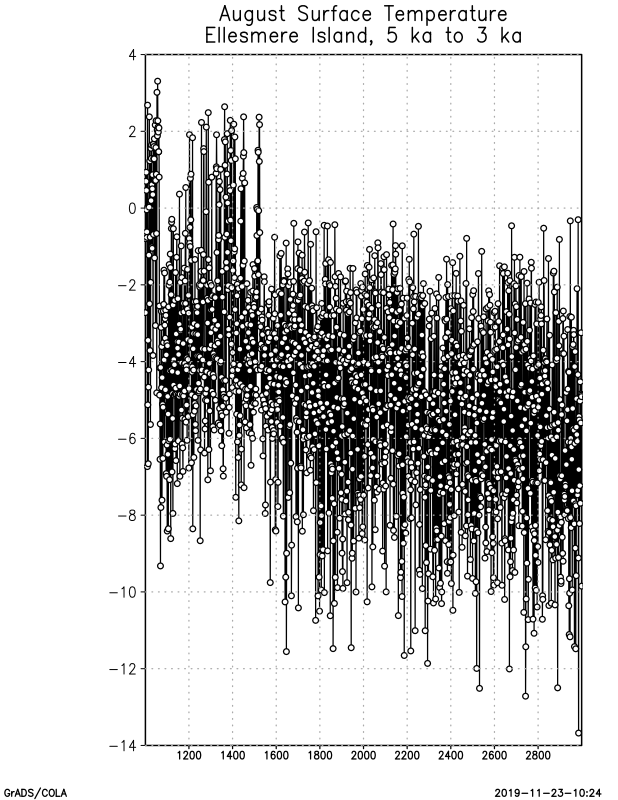 August Surface Temperature
Ellesmere Island, 5 ka to 3 ka
4
2
0
−2
−4
−6
−8
−10
−12
−14
1200 1400 1600 1800 2000 2200 2400 2600 2800
GrADS/COLA 2019-11-23-10:24